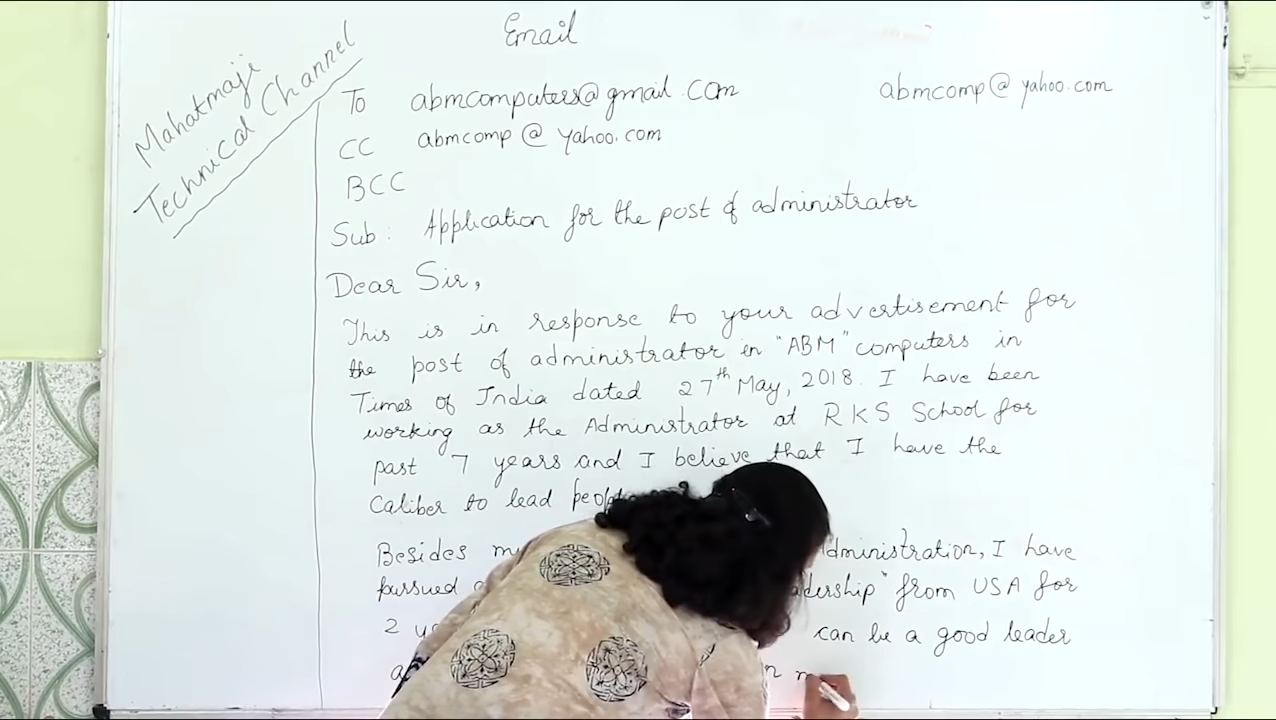 Email
Mahatmaji
Technical Channel
To abmcomputers@gmail.com abmcomp@yahoo.com
CC abmcomp@yahoo.com
BCC
Sub: Application for the post of administrator
Dear Sir,
This is in response to your advertisement for
the post of administrator in "ABM" computers in
Times of India dated 27th May, 2018. I have been
working as the Administrator at RKS School for
past 7 years and I believe that I have the
Caliber to lead
Besides administration, I have
pursued from USA for
2 can be a good leader